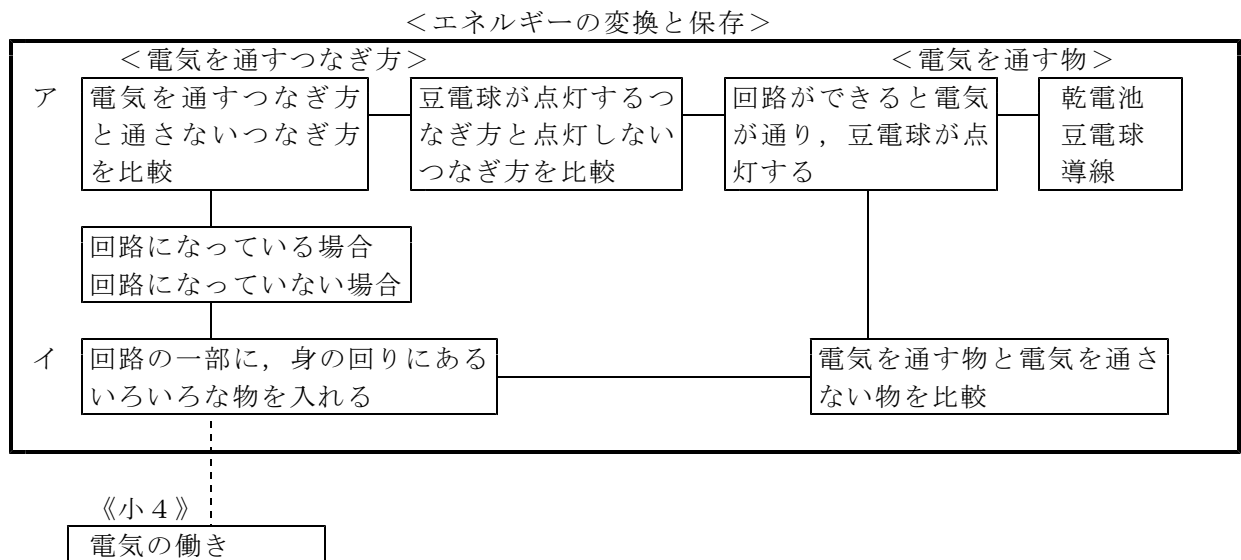 ＜エネルギーの変換と保存＞
＜電気を通すつなぎ方＞
＜電気を通す物＞
ア
電気を通すつなぎ方
と通さないつなぎ方
を比較
豆電球が点灯するつ
なぎ方と点灯しない
つなぎ方を比較
回路ができると電気
が通り，豆電球が点
灯する
乾電池
豆電球
導線
回路になっている場合
回路になっていない場合
イ
回路の一部に，身の回りにある
いろいろな物を入れる
電気を通す物と電気を通さ
ない物を比較
《小４》
電気の働き